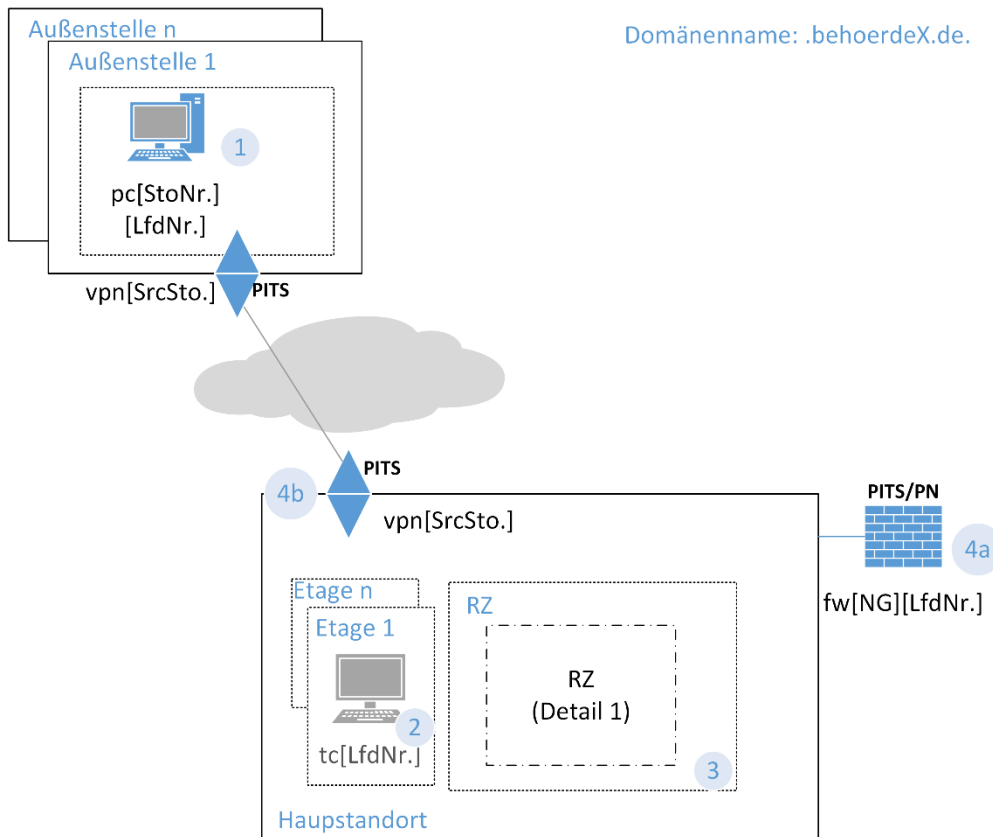 Außenstelle n
Domänenname: .behoerdeX.de.
Außenstelle 1
1
pc[StoNr.]
[LfdNr.]
vpn[SrcSto.]
PITS
PITS
4b
vpn[SrcSto.]
PITS/PN
4a
fw[NG][LfdNr.]
Etage n
Etage 1
2
tc[LfdNr.]
RZ
RZ
(Detail 1)
3
Haupstandort